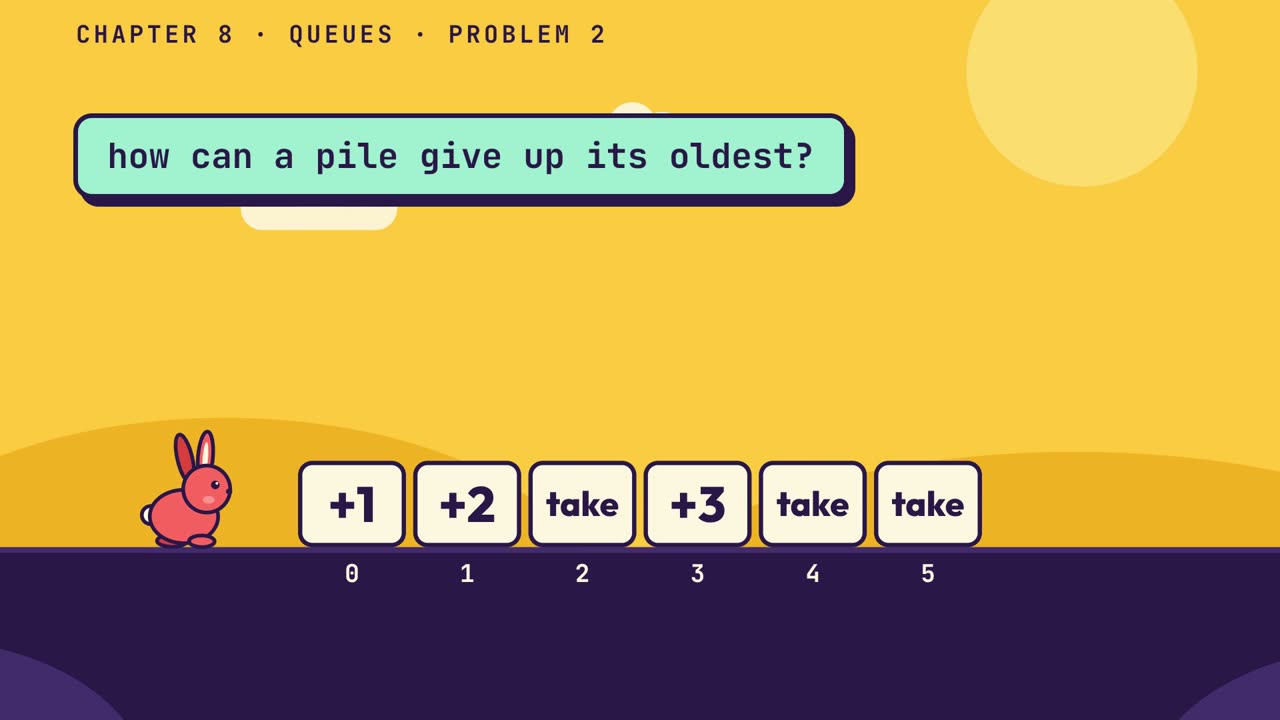 CHAPTER 8 · QUEUES · PROBLEM 2
how can a pile give up its oldest?
+1 +2 take +3 take take
0 1 2 3 4 5